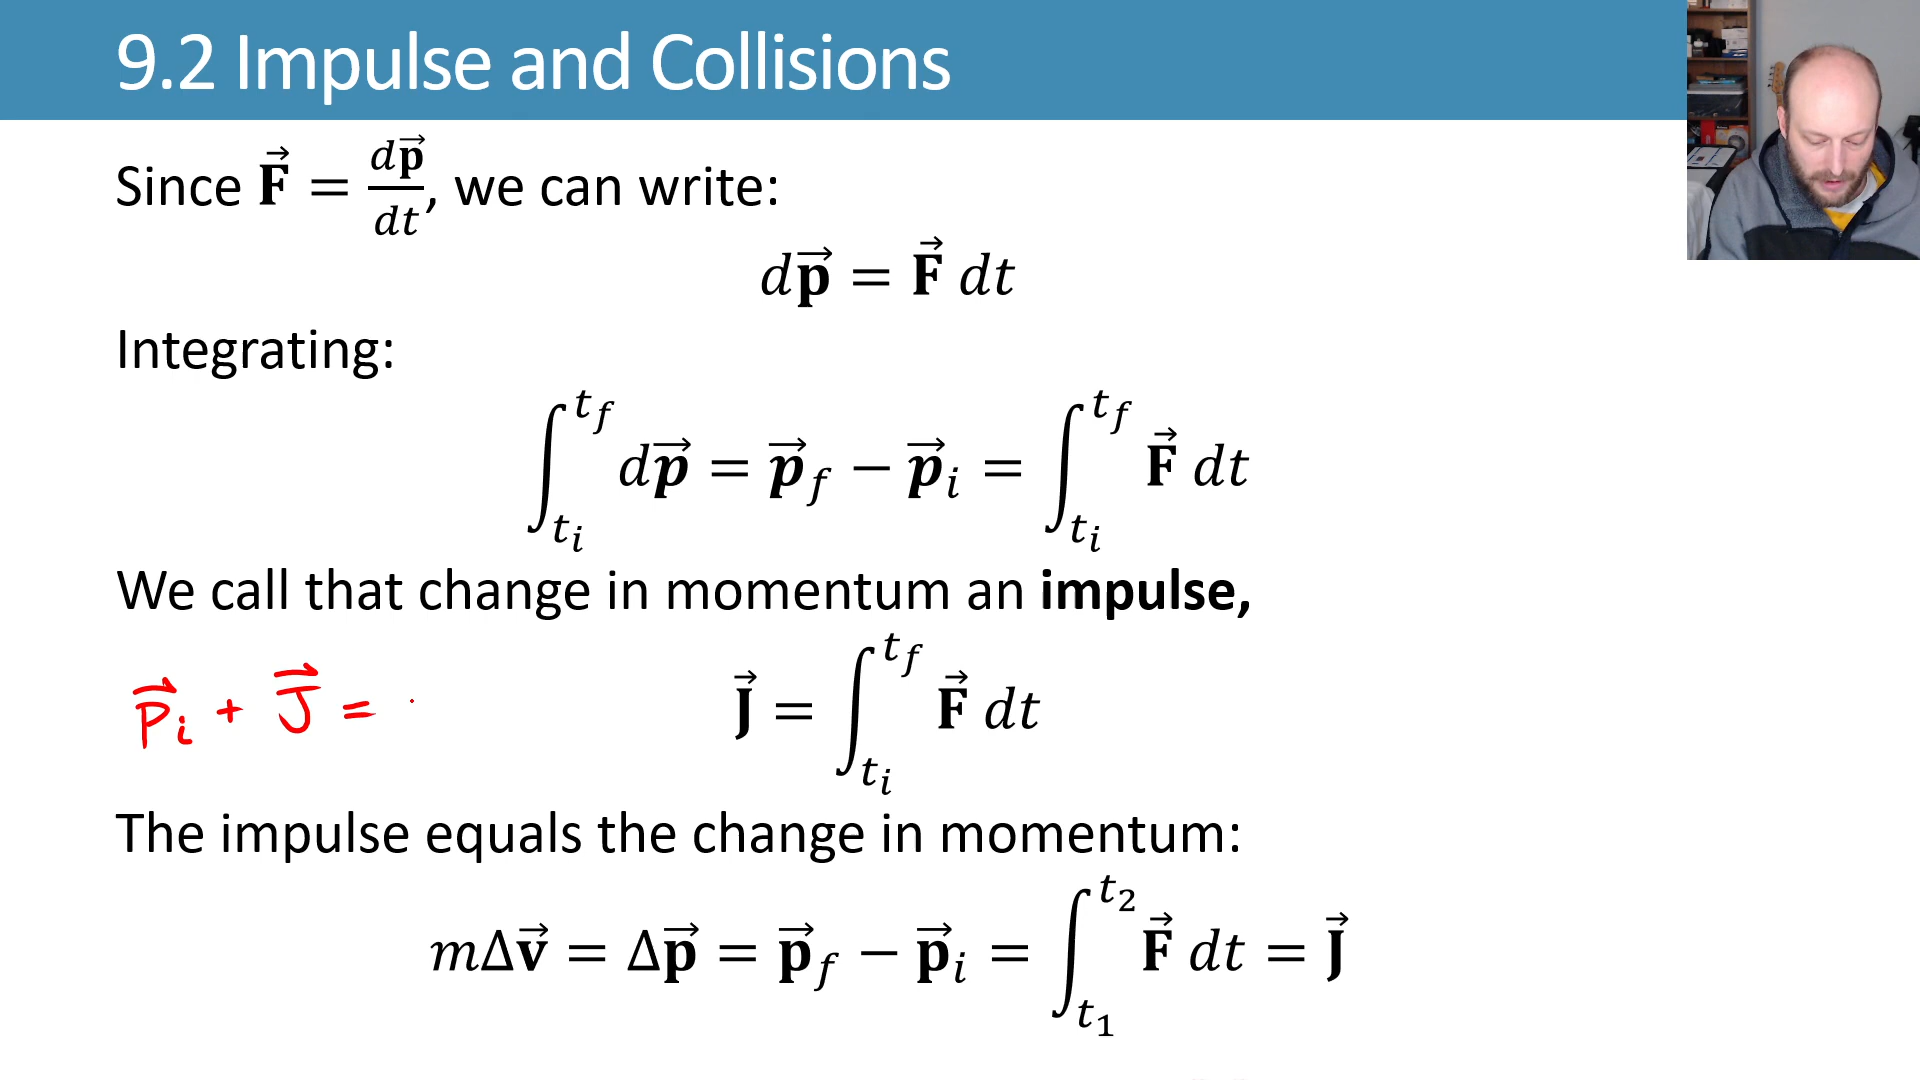 9.2 Impulse and Collisions
Since F⃗ = dp⃗/dt, we can write:
dp⃗ = F⃗ dt
Integrating:
∫_{t_i}^{t_f} dp⃗ = p⃗_f − p⃗_i = ∫_{t_i}^{t_f} F⃗ dt
We call that change in momentum an impulse,
p⃗_i + J⃗ =
J⃗ = ∫_{t_i}^{t_f} F⃗ dt
The impulse equals the change in momentum:
mΔv⃗ = Δp⃗ = p⃗_f − p⃗_i = ∫_{t_1}^{t_2} F⃗ dt = J⃗